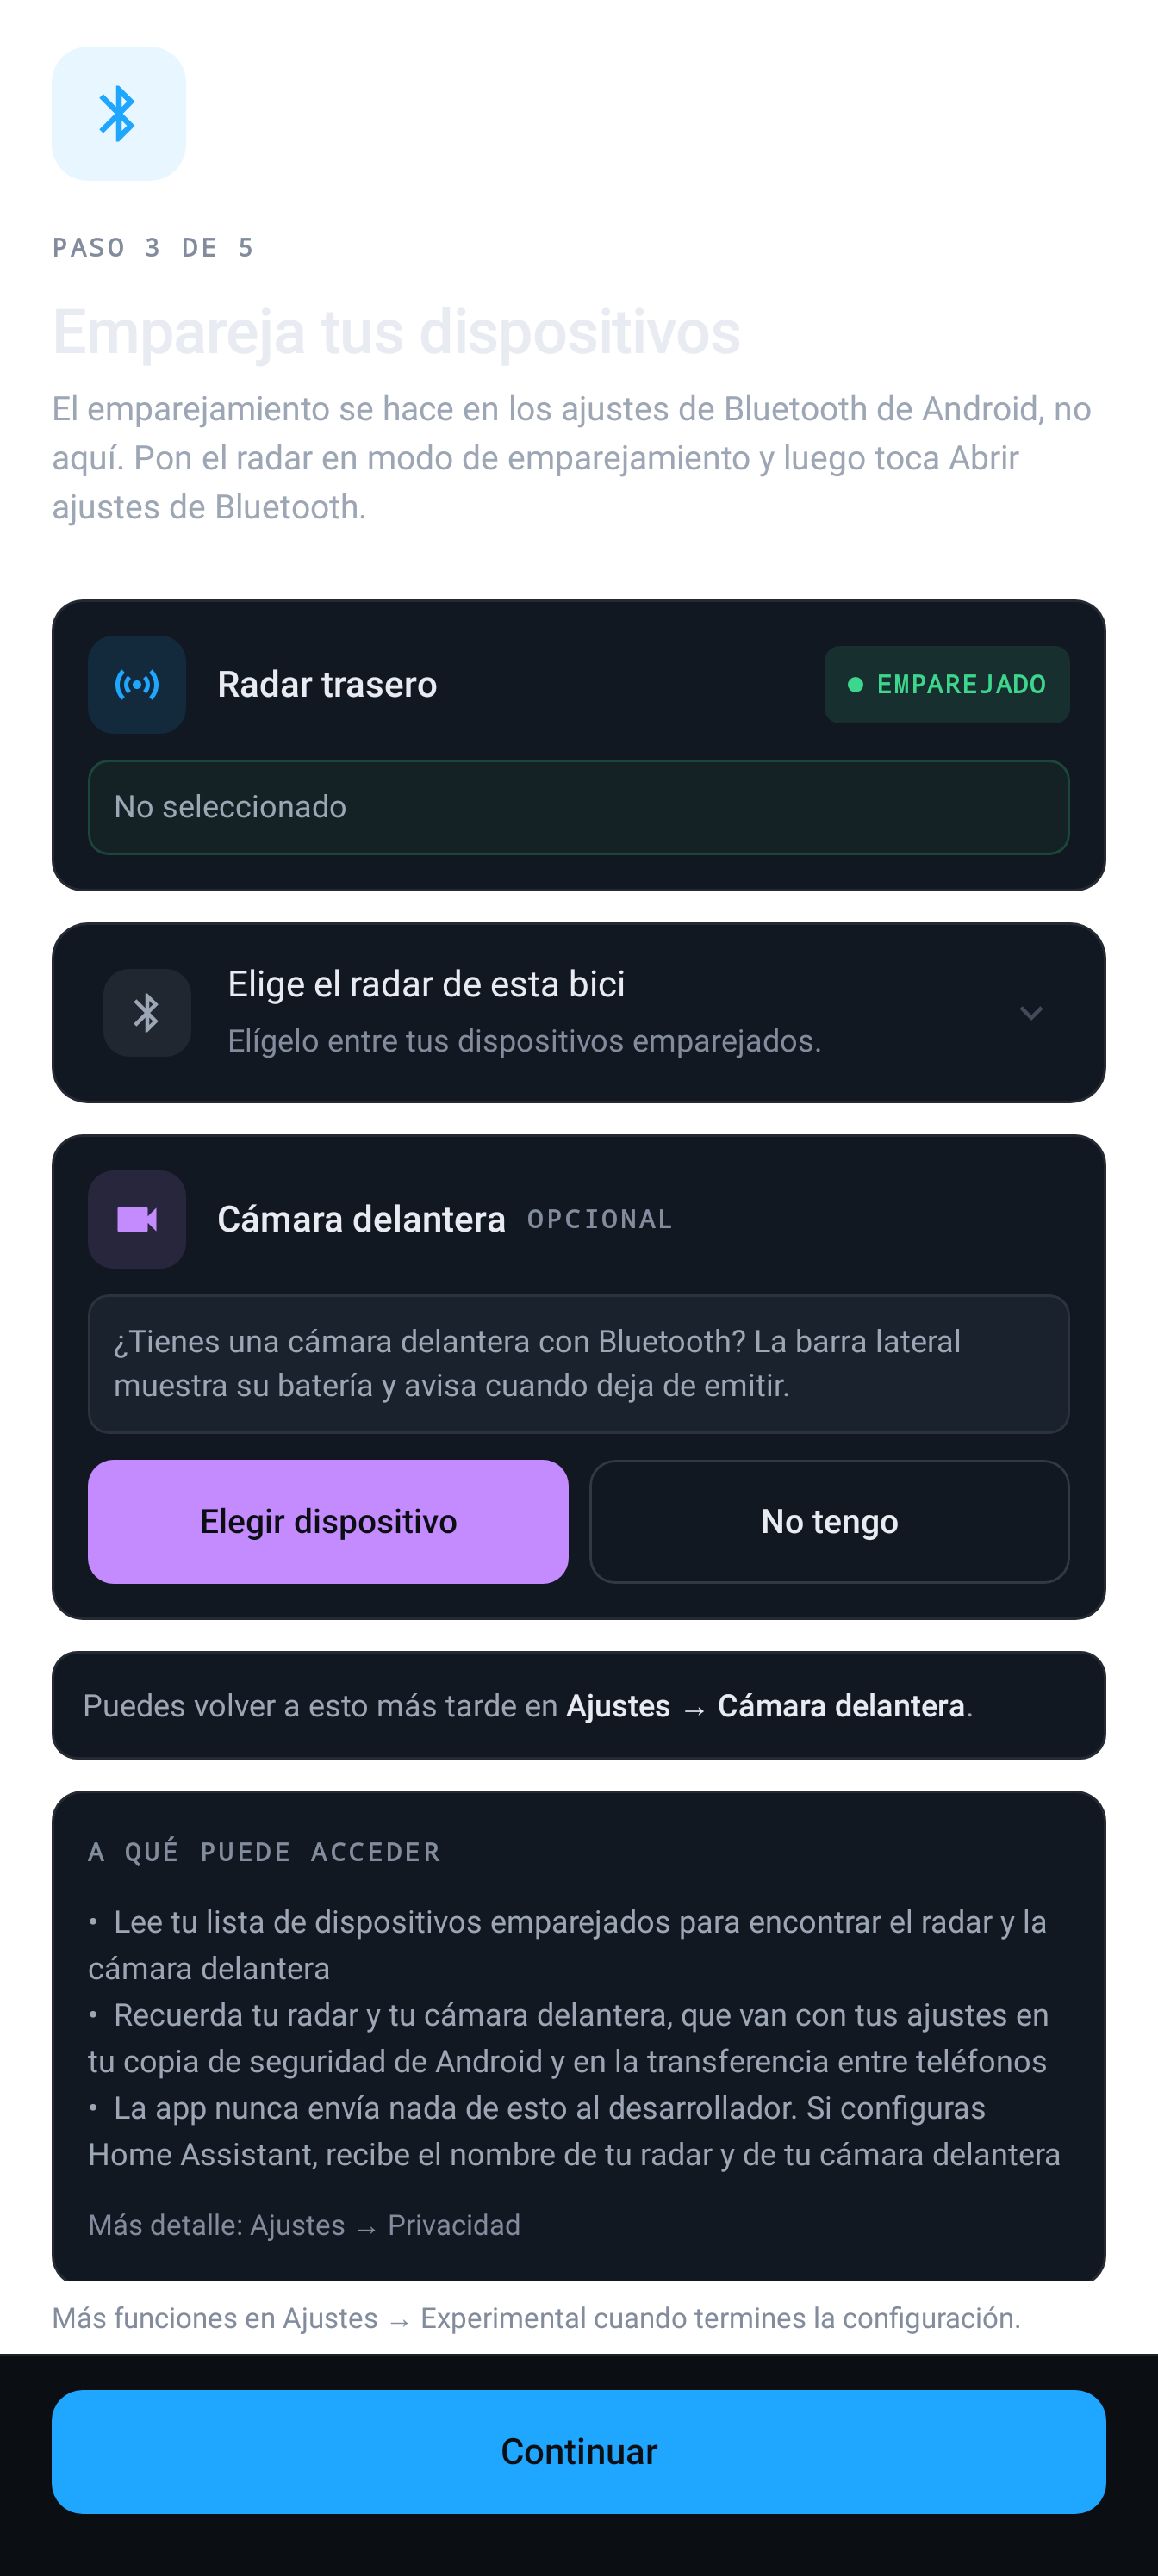 PASO 3 DE 5
Empareja tus dispositivos
El emparejamiento se hace en los ajustes de Bluetooth de Android, no
aquí. Pon el radar en modo de emparejamiento y luego toca Abrir
ajustes de Bluetooth.
Radar trasero
EMPAREJADO
No seleccionado
Elige el radar de esta bici
Elígelo entre tus dispositivos emparejados.
Cámara delantera OPCIONAL
¿Tienes una cámara delantera con Bluetooth? La barra lateral
muestra su batería y avisa cuando deja de emitir.
Elegir dispositivo
No tengo
Puedes volver a esto más tarde en Ajustes → Cámara delantera.
A QUÉ PUEDE ACCEDER
• Lee tu lista de dispositivos emparejados para encontrar el radar y la
cámara delantera
• Recuerda tu radar y tu cámara delantera, que van con tus ajustes en
tu copia de seguridad de Android y en la transferencia entre teléfonos
• La app nunca envía nada de esto al desarrollador. Si configuras
Home Assistant, recibe el nombre de tu radar y de tu cámara delantera
Más detalle: Ajustes → Privacidad
Más funciones en Ajustes → Experimental cuando termines la configuración.
Continuar